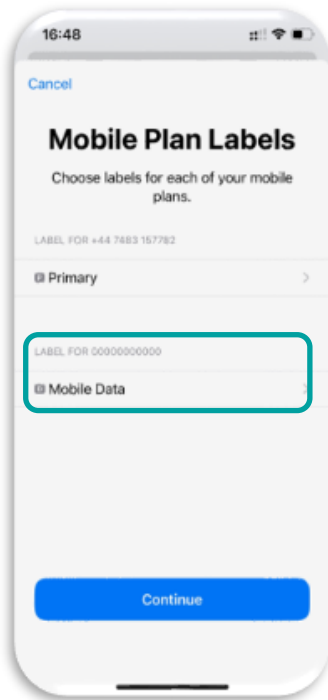 16:48
Cancel
Mobile Plan Labels
Choose labels for each of your mobile
plans.
LABEL FOR +44 7483 157782
P Primary
LABEL FOR 00000000000
Mobile Data
Continue